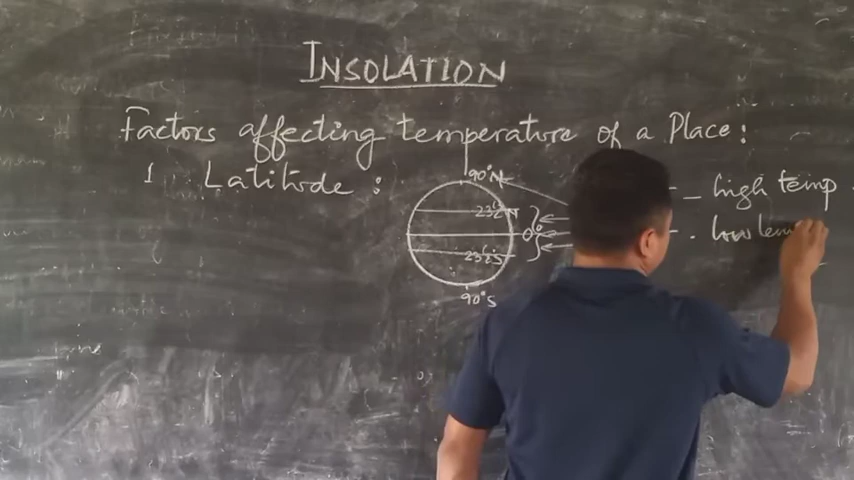 INSOLATION
Factors affecting temperature of a Place:
1 Latitude :
90°N
_ high temp
23½°N
0°
. low tem
23½°S
90°S